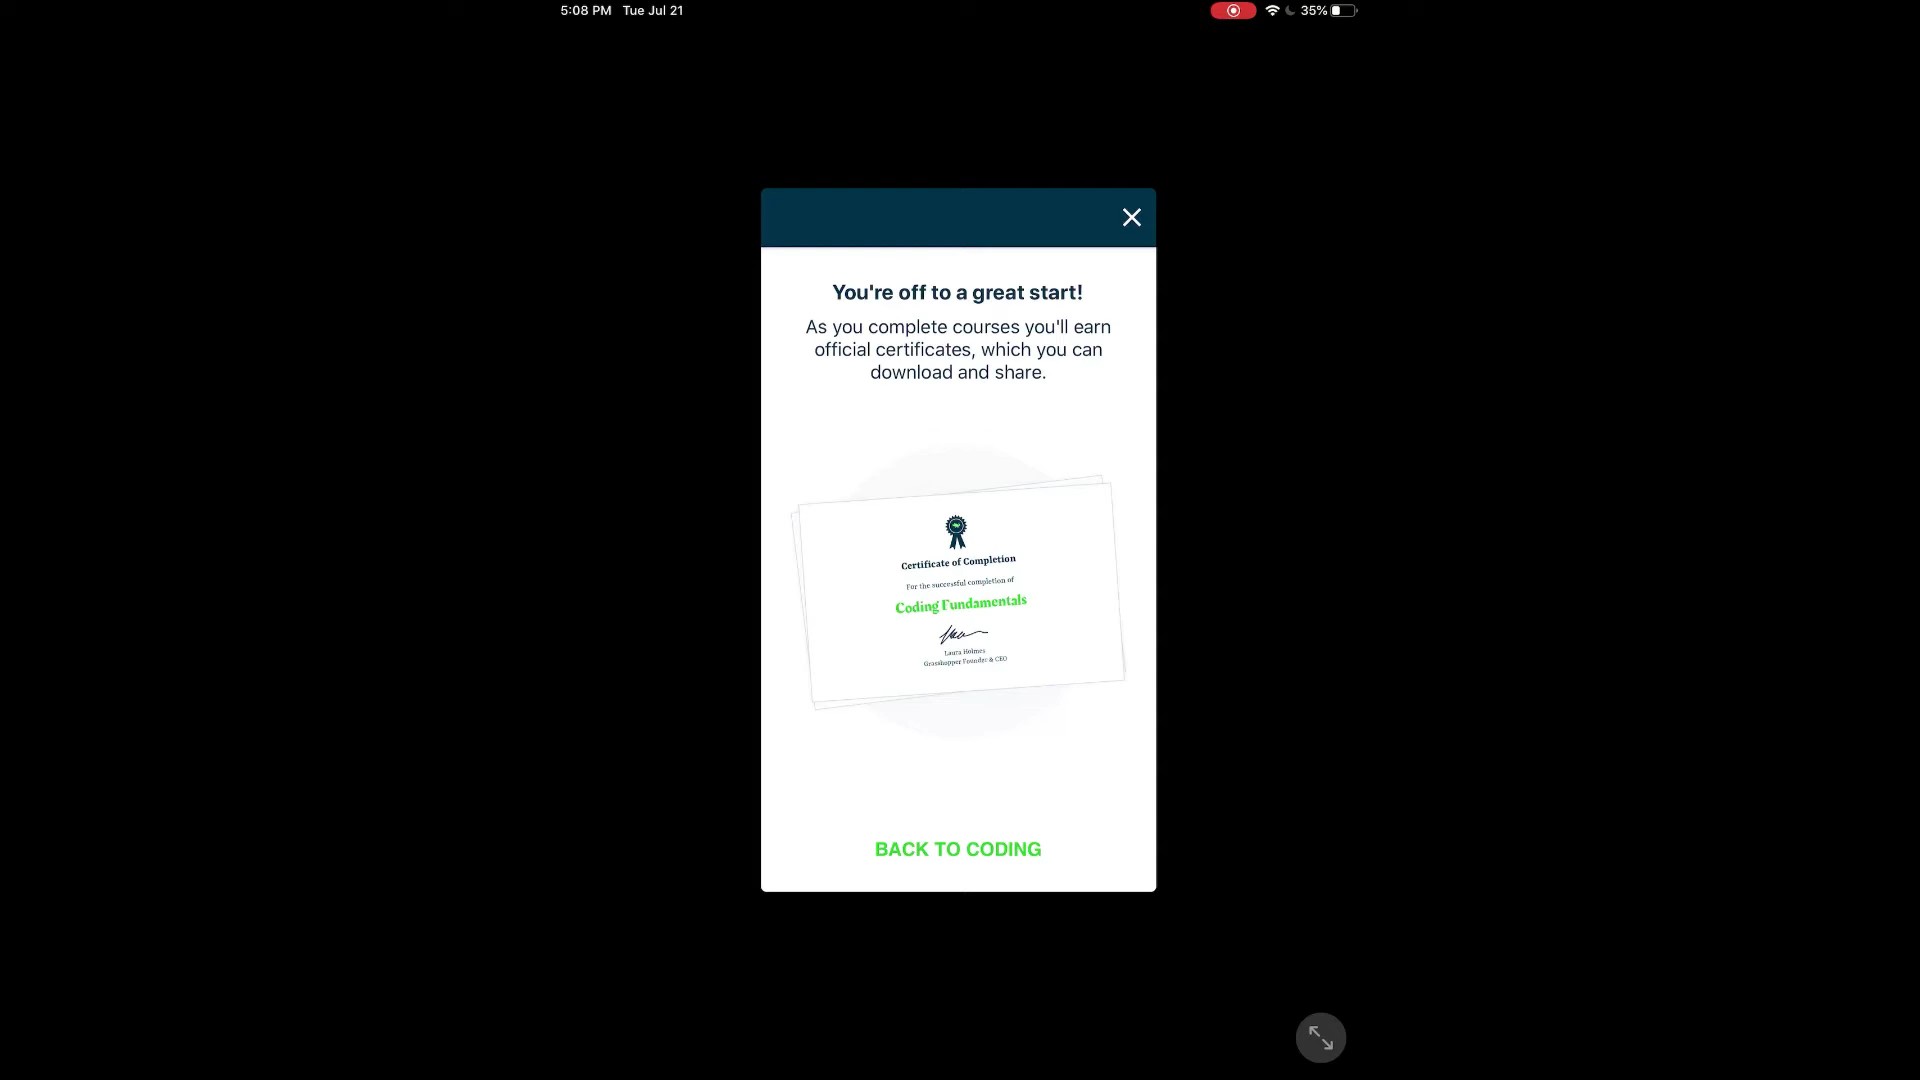 5:08 PM Tue Jul 21
35%
You're off to a great start!
As you complete courses you'll earn
official certificates, which you can
download and share.
Certificate of Completion
For the successful completion of
Coding Fundamentals
Laura Holmes
Grasshopper Founder & CEO
BACK TO CODING